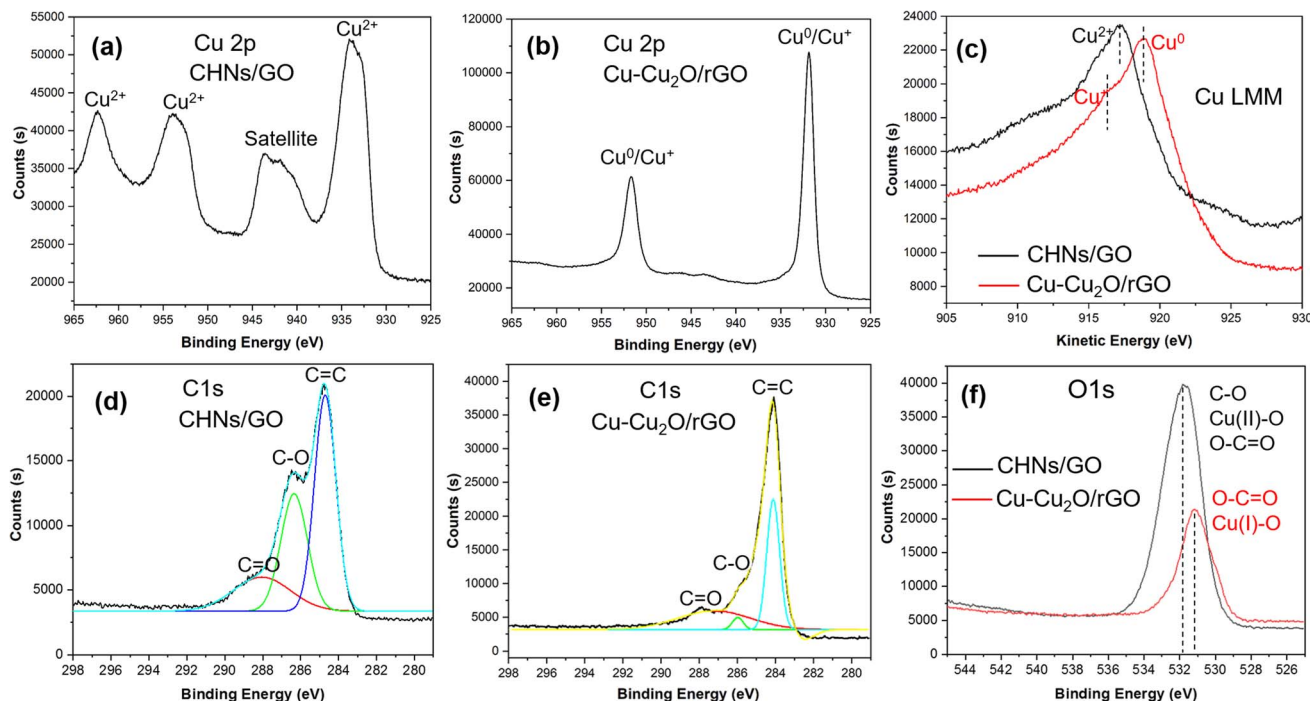 (a)
Cu 2p
CHNs/GO
Cu²⁺
Cu²⁺
Satellite
Cu²⁺
Counts (s)
55000
50000
45000
40000
35000
30000
25000
20000
965 960 955 950 945 940 935 930 925
Binding Energy (eV)
(b)
Cu 2p
Cu-Cu₂O/rGO
Cu⁰/Cu⁺
Cu⁰/Cu⁺
Counts (s)
120000
100000
80000
60000
40000
20000
965 960 955 950 945 940 935 930 925
Binding Energy (eV)
(c)
Cu²⁺
Cu⁰
Cu⁺
Cu LMM
CHNs/GO
Cu-Cu₂O/rGO
Counts (s)
24000
22000
20000
18000
16000
14000
12000
10000
8000
905 910 915 920 925 930
Kinetic Energy (eV)
(d)
C1s
CHNs/GO
C=C
C-O
C=O
Counts (s)
20000
15000
10000
5000
0
298 296 294 292 290 288 286 284 282 280
Binding Energy (eV)
(e)
C1s
Cu-Cu₂O/rGO
C=C
C-O
C=O
Counts (s)
40000
35000
30000
25000
20000
15000
10000
5000
0
298 296 294 292 290 288 286 284 282 280
Binding Energy (eV)
(f)
O1s
CHNs/GO
Cu-Cu₂O/rGO
C-O
Cu(II)-O
O-C=O
O-C=O
Cu(I)-O
Counts (s)
40000
30000
20000
10000
0
544 542 540 538 536 534 532 530 528 526
Binding Energy (eV)